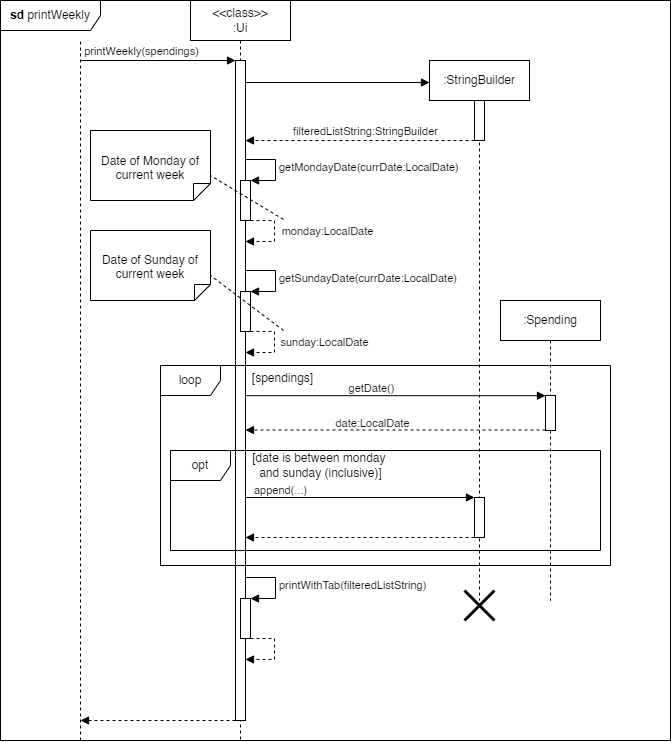 sd printWeekly
<<class>>
:Ui
printWeekly(spendings)
:StringBuilder
filteredListString:StringBuilder
Date of Monday of
current week
getMondayDate(currDate:LocalDate)
monday:LocalDate
Date of Sunday of
current week
getSundayDate(currDate:LocalDate)
:Spending
sunday:LocalDate
loop
[spendings]
getDate()
date:LocalDate
opt
[date is between monday
and sunday (inclusive)]
append(...)
printWithTab(filteredListString)